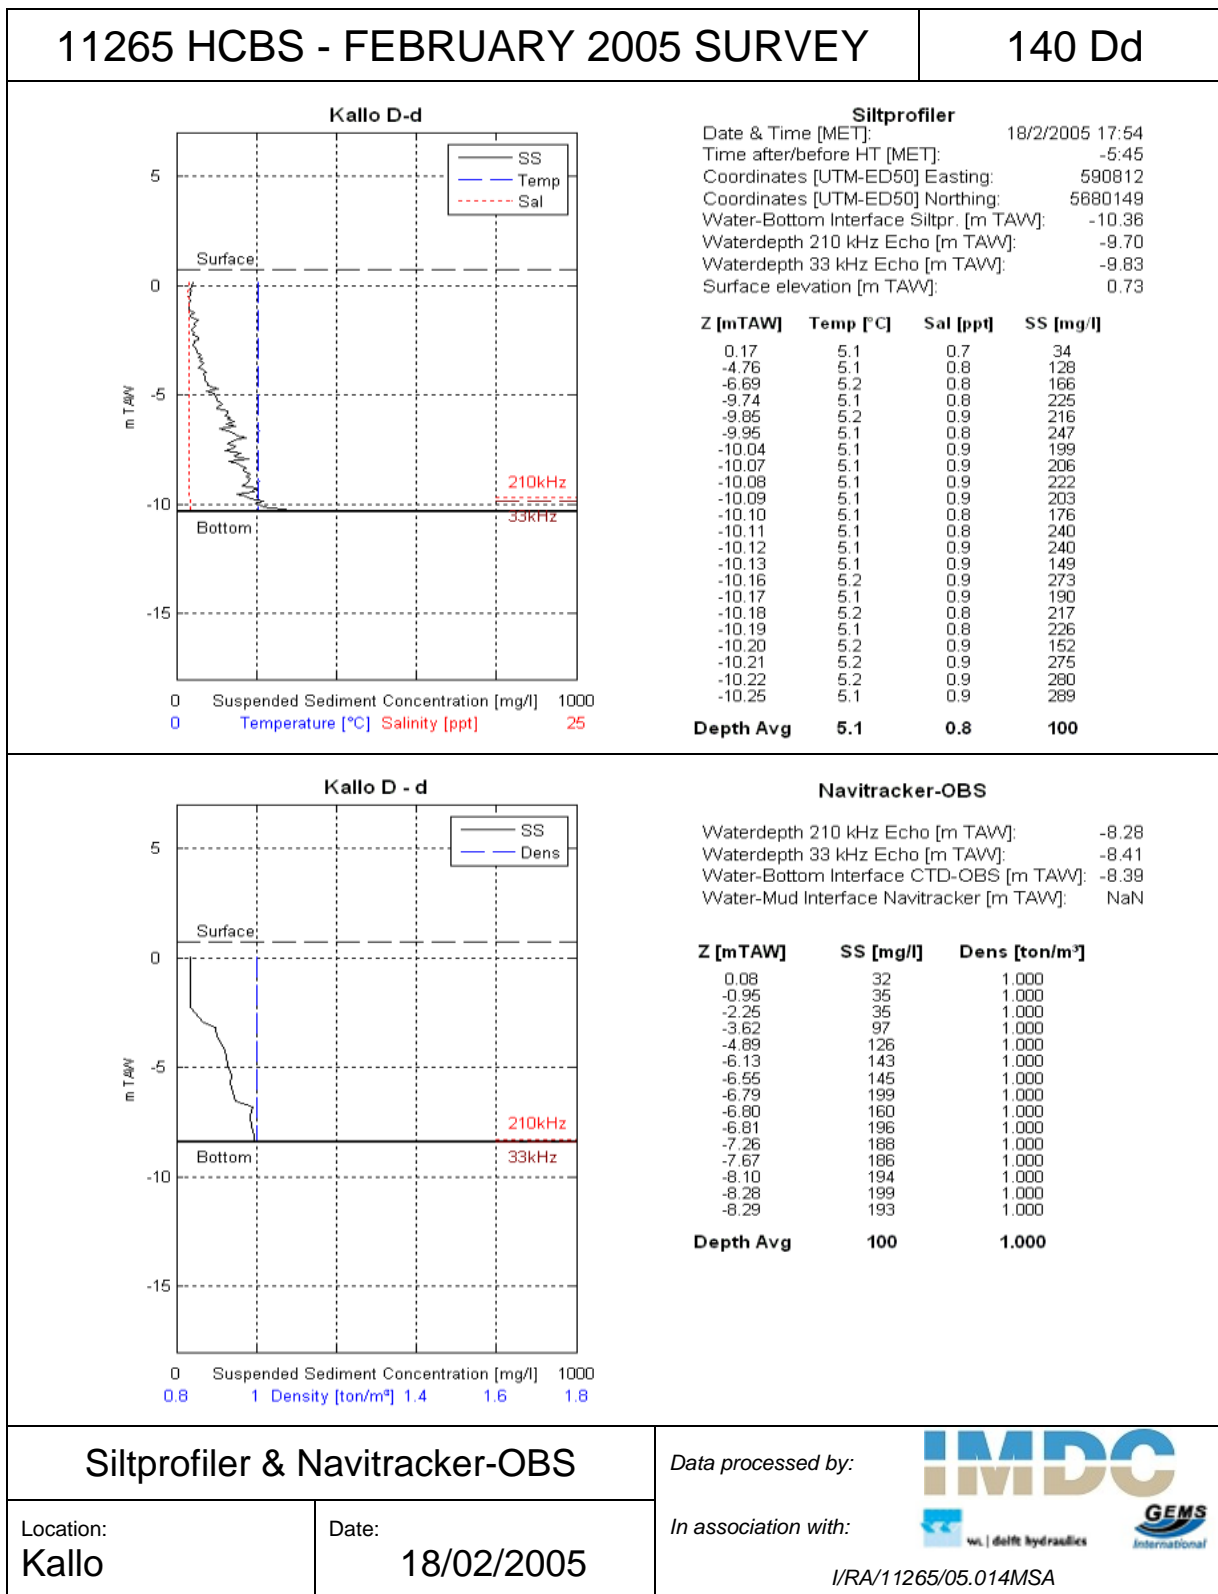 11265 HCBS - FEBRUARY 2005 SURVEY
140 Dd
Kallo D-d
SS
Temp
Sal
5
0
-5
-10
-15
m TAW
Surface
210kHz
33kHz
Bottom
0 Suspended Sediment Concentration [mg/l] 1000
0 Temperature [°C] Salinity [ppt] 25
Siltprofiler
Date & Time [MET]: 18/2/2005 17:54
Time after/before HT [MET]: -5:45
Coordinates [UTM-ED50] Easting: 590812
Coordinates [UTM-ED50] Northing: 5680149
Water-Bottom Interface Siltpr. [m TAW]: -10.36
Waterdepth 210 kHz Echo [m TAW]: -9.70
Waterdepth 33 kHz Echo [m TAW]: -9.83
Surface elevation [m TAW]: 0.73
Z [mTAW] Temp [°C] Sal [ppt] SS [mg/l]
0.17 5.1 0.7 34
-4.76 5.1 0.8 128
-6.69 5.2 0.8 166
-9.74 5.1 0.8 225
-9.85 5.2 0.9 216
-9.95 5.1 0.8 247
-10.04 5.1 0.9 199
-10.07 5.1 0.9 206
-10.08 5.1 0.9 222
-10.09 5.1 0.9 203
-10.10 5.1 0.8 176
-10.11 5.1 0.8 240
-10.12 5.1 0.9 240
-10.13 5.1 0.9 149
-10.16 5.2 0.9 273
-10.17 5.1 0.9 190
-10.18 5.2 0.8 217
-10.19 5.1 0.8 226
-10.20 5.2 0.9 152
-10.21 5.2 0.9 275
-10.22 5.2 0.9 280
-10.25 5.1 0.9 289
Depth Avg 5.1 0.8 100
Kallo D - d
SS
Dens
5
0
-5
-10
-15
m TAW
Surface
210kHz
33kHz
Bottom
0 Suspended Sediment Concentration [mg/l] 1000
0.8 1 Density [ton/m³] 1.4 1.6 1.8
Navitracker-OBS
Waterdepth 210 kHz Echo [m TAW]: -8.28
Waterdepth 33 kHz Echo [m TAW]: -8.41
Water-Bottom Interface CTD-OBS [m TAW]: -8.39
Water-Mud Interface Navitracker [m TAW]: NaN
Z [mTAW] SS [mg/l] Dens [ton/m³]
0.08 32 1.000
-0.95 35 1.000
-2.25 35 1.000
-3.62 97 1.000
-4.89 126 1.000
-6.13 143 1.000
-6.55 145 1.000
-6.79 199 1.000
-6.80 160 1.000
-6.81 196 1.000
-7.26 188 1.000
-7.67 186 1.000
-8.10 194 1.000
-8.28 199 1.000
-8.29 193 1.000
Depth Avg 100 1.000
Siltprofiler & Navitracker-OBS
Location:
Kallo
Date:
18/02/2005
Data processed by:
IMDC
In association with:
wl | delft hydraulics
GEMS
International
I/RA/11265/05.014MSA